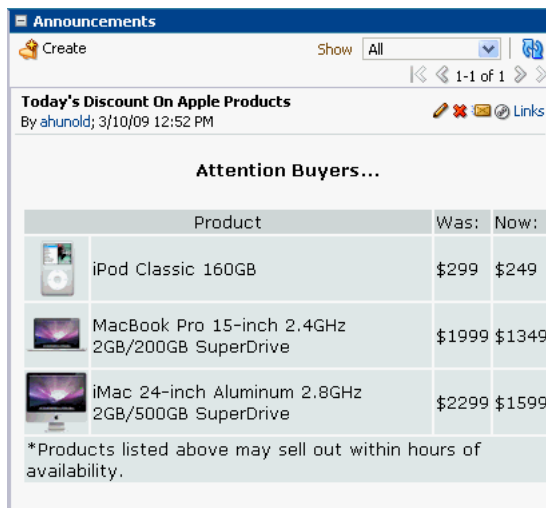 Announcements
Create Show All
1-1 of 1
Today's Discount On Apple Products
By ahunold; 3/10/09 12:52 PM Links
Attention Buyers...
Product Was: Now:
iPod Classic 160GB $299 $249
MacBook Pro 15-inch 2.4GHz
2GB/200GB SuperDrive $1999 $1349
iMac 24-inch Aluminum 2.8GHz
2GB/500GB SuperDrive $2299 $1599
*Products listed above may sell out within hours of
availability.